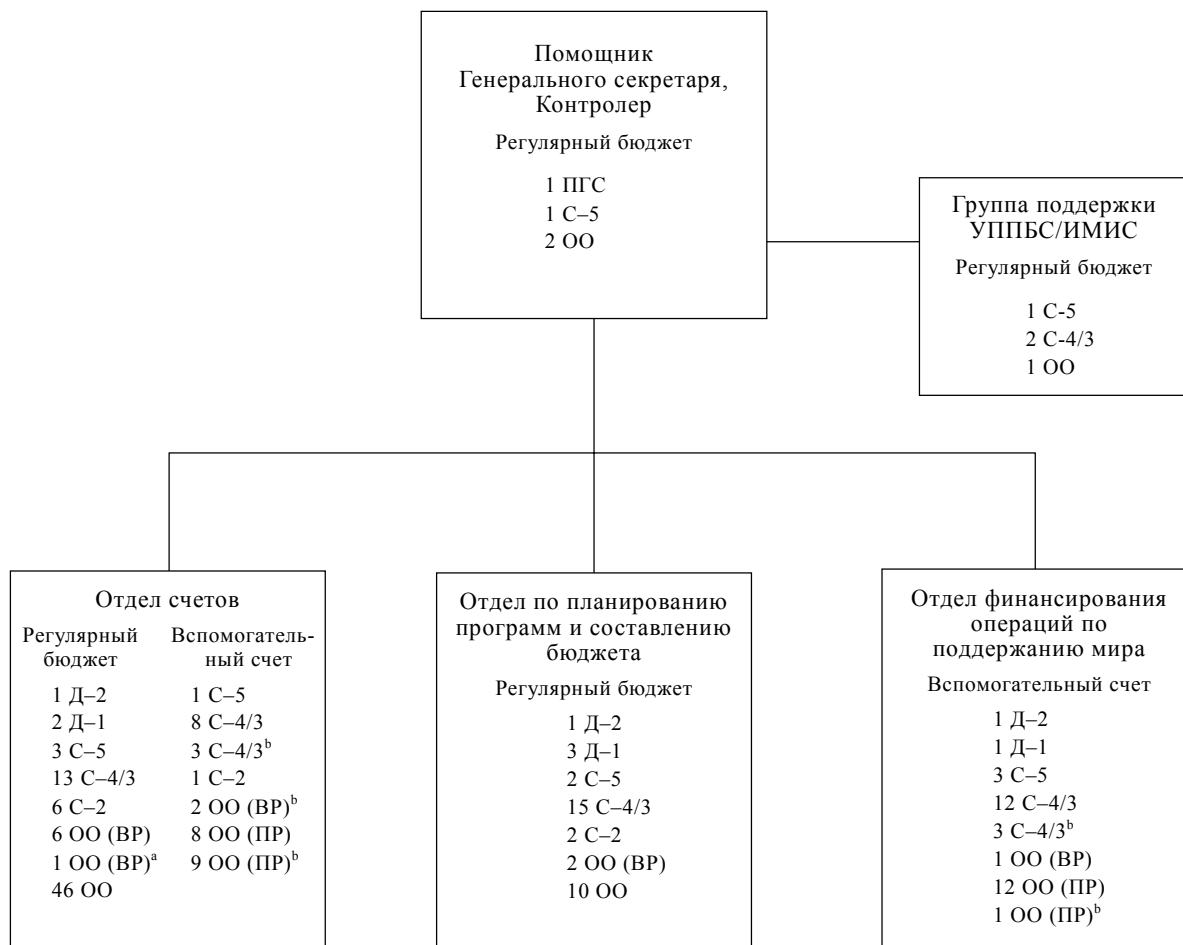 Помощник
Генерального секретаря,
Контролер
Регулярный бюджет
1 ПГС
1 С–5
2 ОО
Группа поддержки
УППБС/ИМИС
Регулярный бюджет
1 С-5
2 С-4/3
1 ОО
Отдел счетов
Регулярный
бюджет
1 Д–2
2 Д–1
3 С–5
13 С–4/3
6 С–2
6 ОО (ВР)
1 ОО (ВР)ᵃ
46 ОО
Вспомогатель-
ный счет
1 С–5
8 С–4/3
3 С–4/3ᵇ
1 С–2
2 ОО (ВР)ᵇ
8 ОО (ПР)
9 ОО (ПР)ᵇ
Отдел по планированию
программ и составлению
бюджета
Регулярный бюджет
1 Д–2
3 Д–1
2 С–5
15 С–4/3
2 С–2
2 ОО (ВР)
10 ОО
Отдел финансирования
операций по
поддержанию мира
Вспомогательный счет
1 Д–2
1 Д–1
3 С–5
12 С–4/3
3 С–4/3ᵇ
1 ОО (ВР)
12 ОО (ПР)
1 ОО (ПР)ᵇ